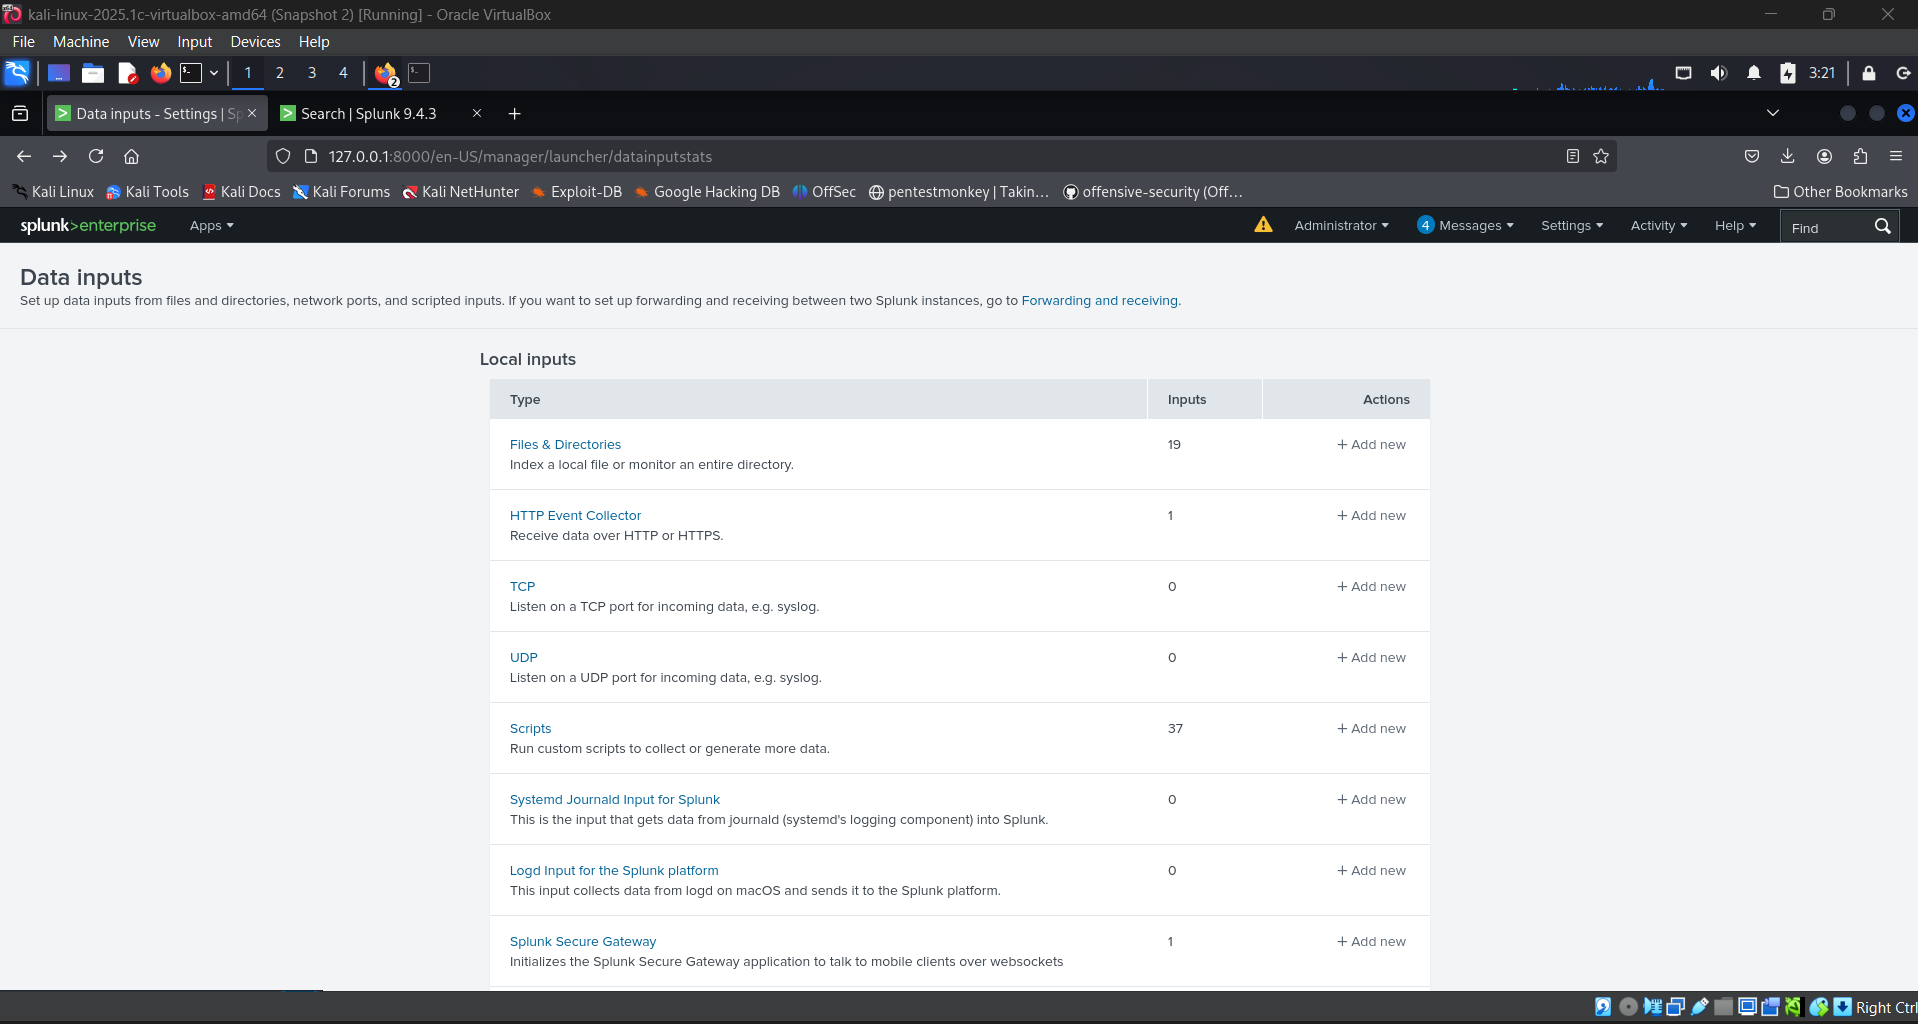 kali-linux-2025.1c-virtualbox-amd64 (Snapshot 2) [Running] - Oracle VirtualBox
File Machine View Input Devices Help
1 2 3 4 2 3:21
Data inputs - Settings | Sp Search | Splunk 9.4.3
127.0.0.1:8000/en-US/manager/launcher/datainputstats
Kali Linux Kali Tools Kali Docs Kali Forums Kali NetHunter Exploit-DB Google Hacking DB OffSec pentestmonkey | Takin… offensive-security (Off… Other Bookmarks
splunk>enterprise Apps Administrator 4 Messages Settings Activity Help Find
Data inputs
Set up data inputs from files and directories, network ports, and scripted inputs. If you want to set up forwarding and receiving between two Splunk instances, go to Forwarding and receiving.
Local inputs
Type Inputs Actions
Files & Directories 19 + Add new
Index a local file or monitor an entire directory.
HTTP Event Collector 1 + Add new
Receive data over HTTP or HTTPS.
TCP 0 + Add new
Listen on a TCP port for incoming data, e.g. syslog.
UDP 0 + Add new
Listen on a UDP port for incoming data, e.g. syslog.
Scripts 37 + Add new
Run custom scripts to collect or generate more data.
Systemd Journald Input for Splunk 0 + Add new
This is the input that gets data from journald (systemd's logging component) into Splunk.
Logd Input for the Splunk platform 0 + Add new
This input collects data from logd on macOS and sends it to the Splunk platform.
Splunk Secure Gateway 1 + Add new
Initializes the Splunk Secure Gateway application to talk to mobile clients over websockets
Right Ctrl